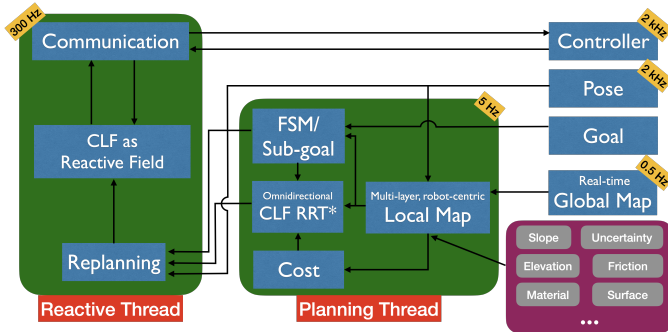 300 Hz
Communication
CLF as
Reactive Field
Replanning
Reactive Thread
5 Hz
FSM/
Sub-goal
Omnidirectional
CLF RRT*
Cost
Multi-layer, robot-centric
Local Map
Planning Thread
2 kHz
Controller
2 kHz
Pose
Goal
0.5 Hz
Real-time
Global Map
Slope
Uncertainty
Elevation
Friction
Material
Surface
...